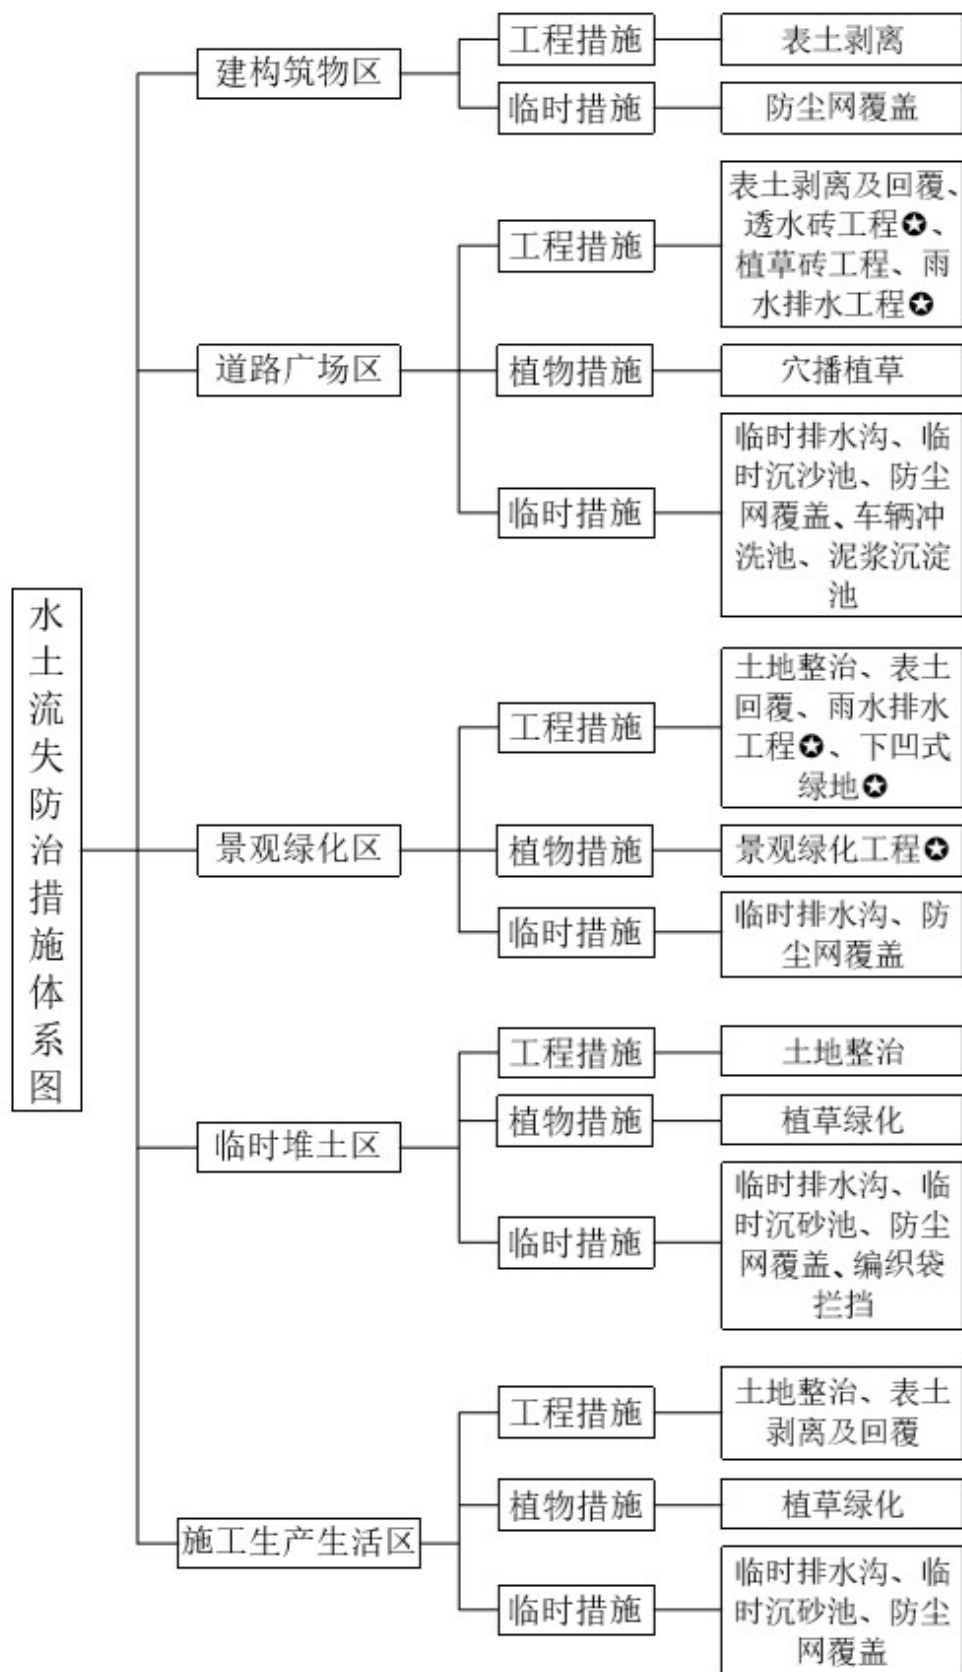 水土流失防治措施体系图
建构筑物区
工程措施
表土剥离
临时措施
防尘网覆盖
道路广场区
工程措施
表土剥离及回覆、
透水砖工程✪、
植草砖工程、雨
水排水工程✪
植物措施
穴播植草
临时措施
临时排水沟、临
时沉沙池、防尘
网覆盖、车辆冲
洗池、泥浆沉淀
池
景观绿化区
工程措施
土地整治、表土
回覆、雨水排水
工程✪、下凹式
绿地✪
植物措施
景观绿化工程✪
临时措施
临时排水沟、防
尘网覆盖
临时堆土区
工程措施
土地整治
植物措施
植草绿化
临时措施
临时排水沟、临
时沉砂池、防尘
网覆盖、编织袋
拦挡
施工生产生活区
工程措施
土地整治、表土
剥离及回覆
植物措施
植草绿化
临时措施
临时排水沟、临
时沉砂池、防尘
网覆盖